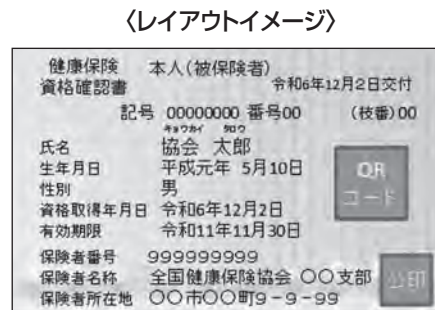 〈レイアウトイメージ〉
健康保険 本人(被保険者)
資格確認書 令和6年12月2日交付
記号 00000000 番号00 (枝番)00
キョウカイ タロウ
氏名 協会 太郎
生年月日 平成元年 5月10日
性別 男
資格取得年月日 令和6年12月2日
有効期限 令和11年11月30日
QR
コード
保険者番号 999999999
保険者名称 全国健康保険協会 〇〇支部
保険者所在地 〇〇市〇〇町9-9-99
公印